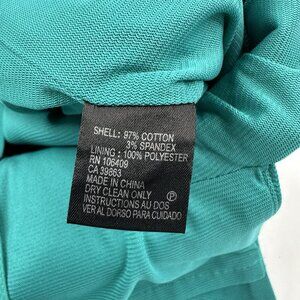 SHELL: 97% COTTON
3% SPANDEX
LINING : 100% POLYESTER
RN 106409
CA 39863
MADE IN CHINA
DRY CLEAN ONLY
P
INSTRUCTIONS AU DOS
VER AL DORSO PARA CUIDADO